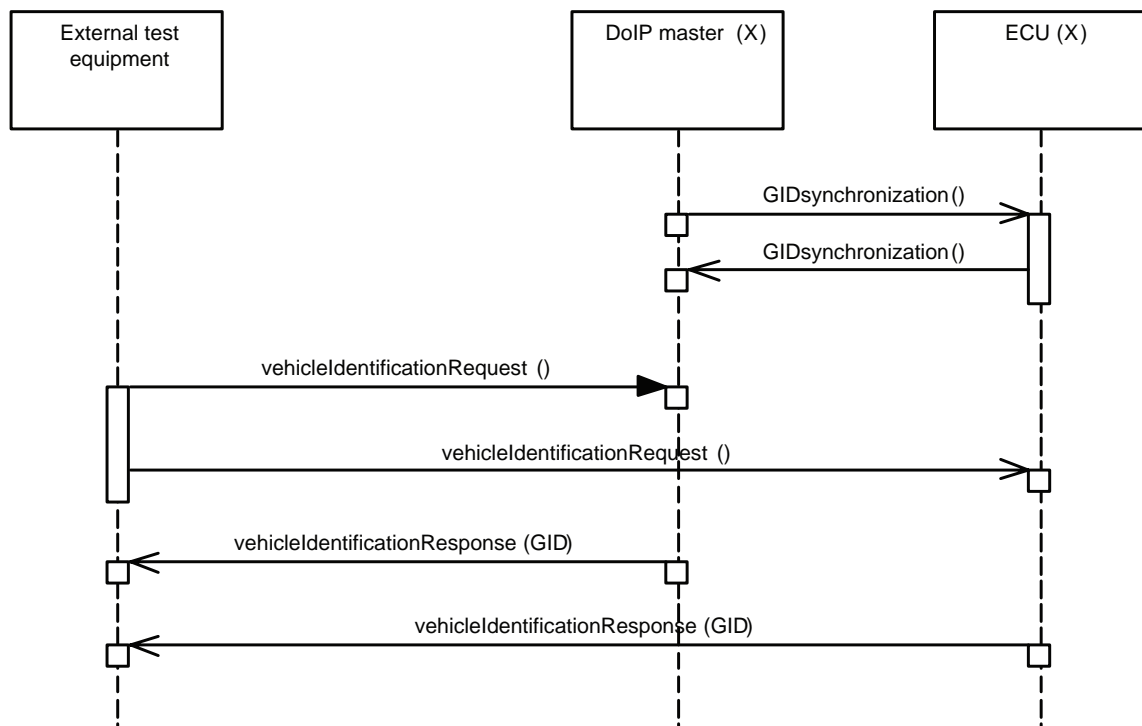 External test
equipment
DoIP master (X)
ECU (X)
GIDsynchronization()
GIDsynchronization()
vehicleIdentificationRequest ()
vehicleIdentificationRequest ()
vehicleIdentificationResponse (GID)
vehicleIdentificationResponse (GID)